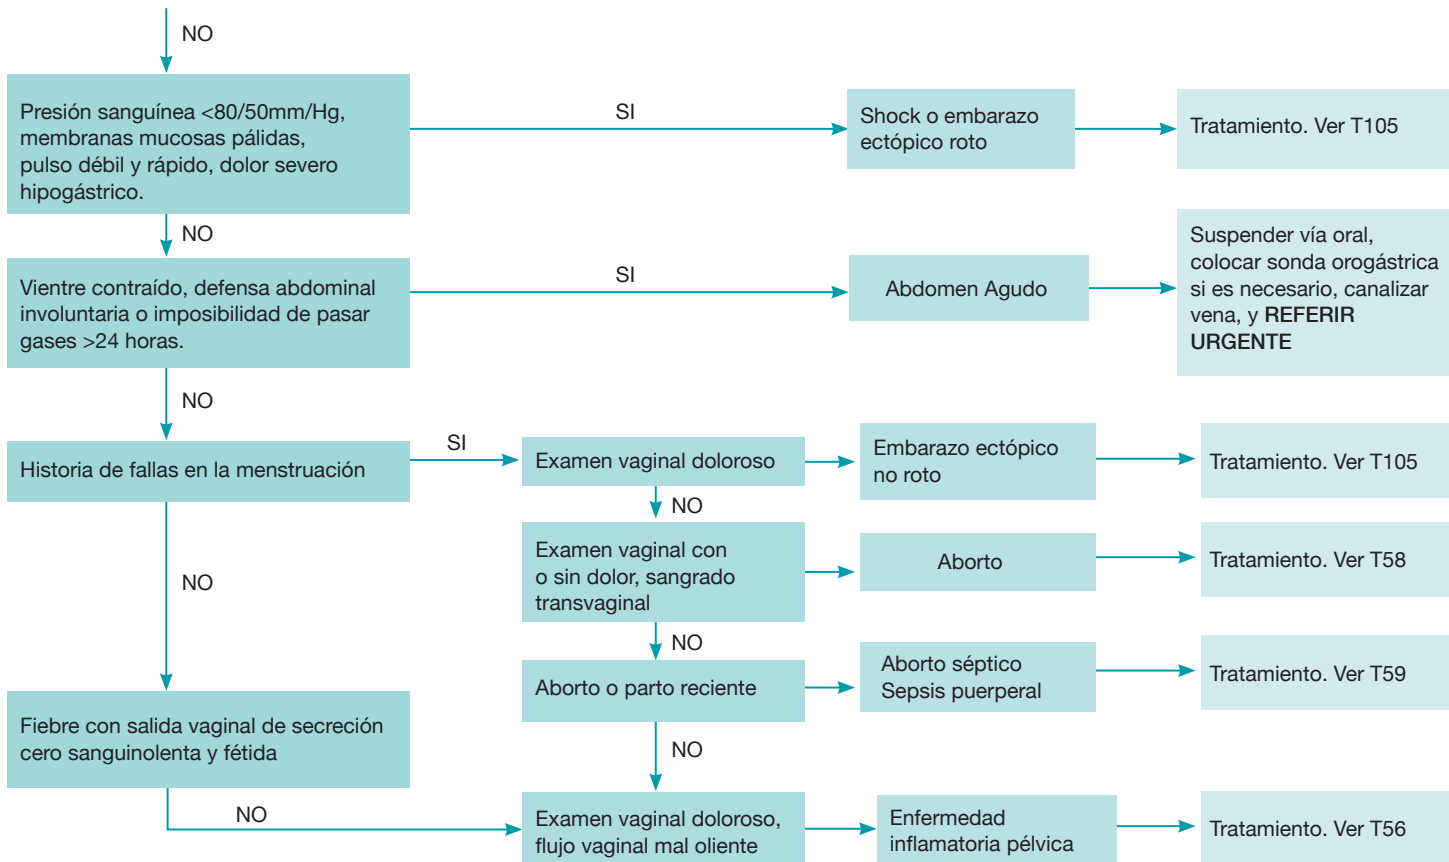 NO
Presión sanguínea <80/50mm/Hg,
membranas mucosas pálidas,
pulso débil y rápido, dolor severo
hipogástrico.
SI
Shock o embarazo
ectópico roto
Tratamiento. Ver T105
NO
Vientre contraído, defensa abdominal
involuntaria o imposibilidad de pasar
gases >24 horas.
SI
Abdomen Agudo
Suspender vía oral,
colocar sonda orogástrica
si es necesario, canalizar
vena, y REFERIR
URGENTE
NO
Historia de fallas en la menstruación
SI
Examen vaginal doloroso
Embarazo ectópico
no roto
Tratamiento. Ver T105
NO
Examen vaginal con
o sin dolor, sangrado
transvaginal
Aborto
Tratamiento. Ver T58
NO
NO
Aborto o parto reciente
Aborto séptico
Sepsis puerperal
Tratamiento. Ver T59
Fiebre con salida vaginal de secreción
cero sanguinolenta y fétida
NO
NO
Examen vaginal doloroso,
flujo vaginal mal oliente
Enfermedad
inflamatoria pélvica
Tratamiento. Ver T56